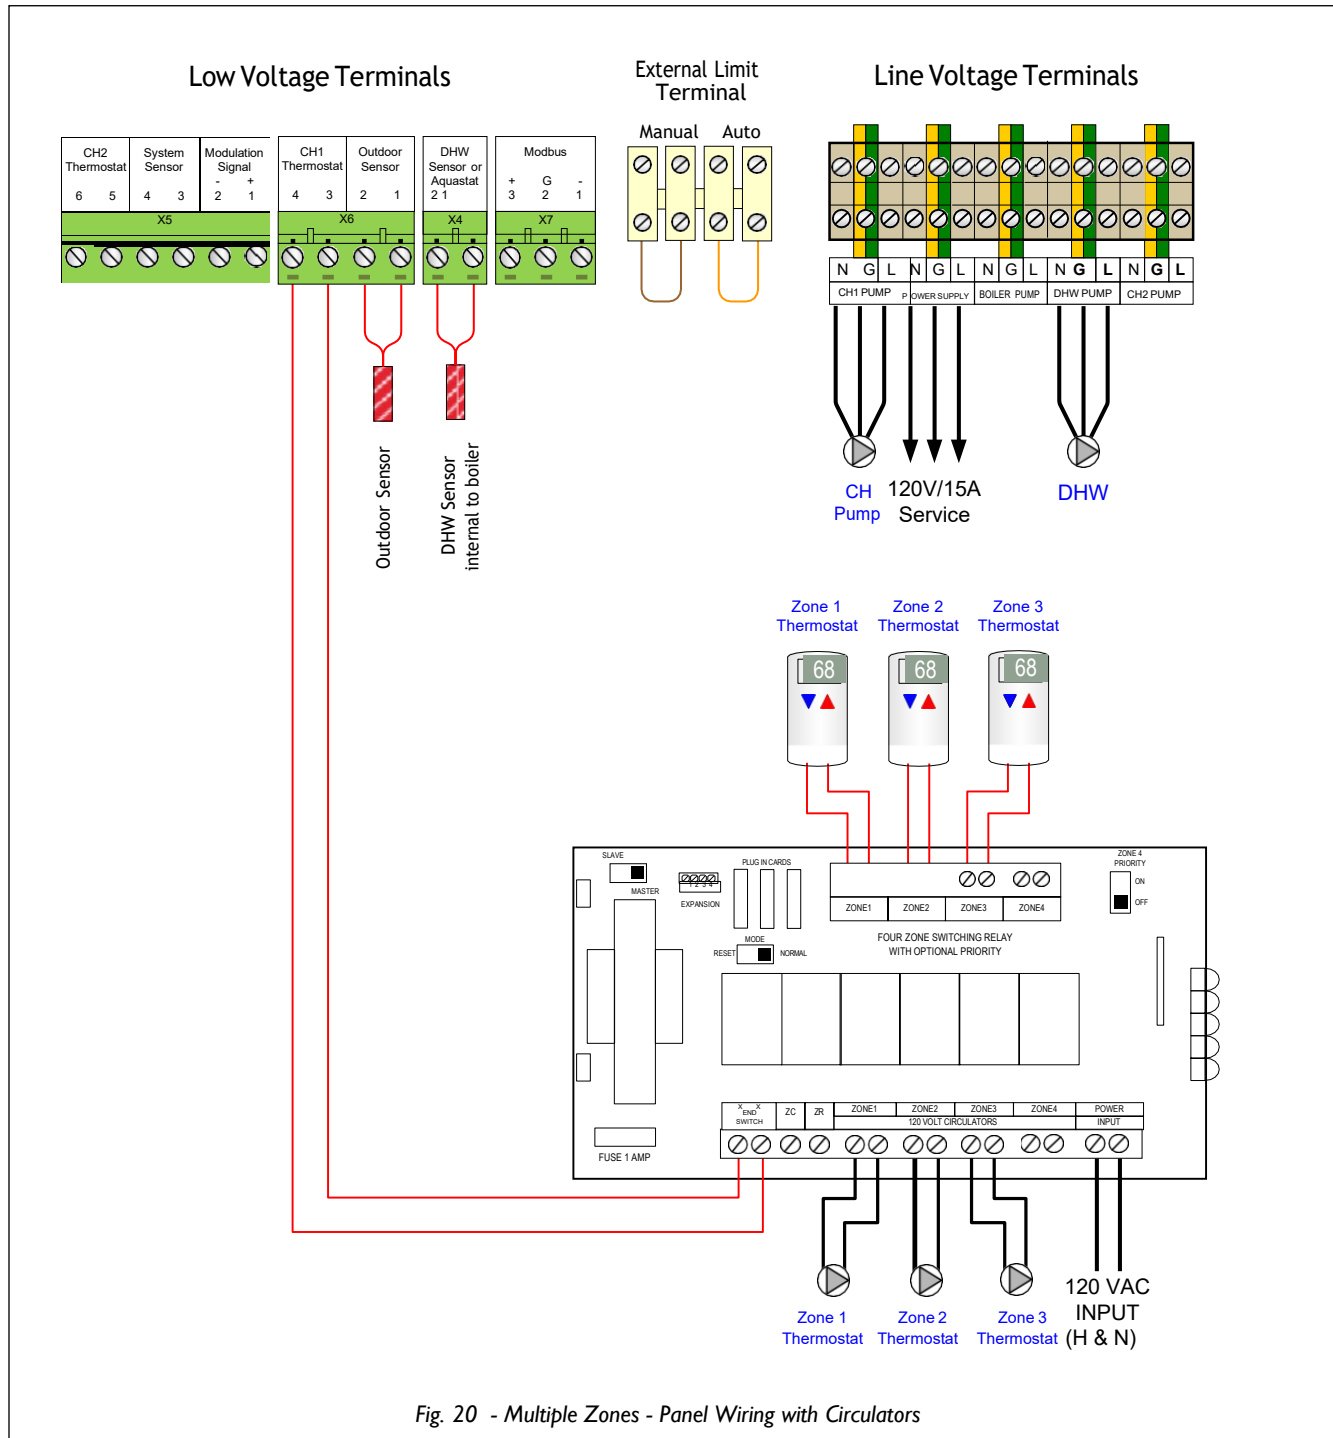 Low Voltage Terminals
External Limit
Terminal
Line Voltage Terminals
Manual Auto
CH2
Thermostat
6 5
System
Sensor
4 3
Modulation
Signal
- +
2 1
X5
CH1
Thermostat
4 3
Outdoor
Sensor
2 1
X6
DHW
Sensor or
Aquastat
2 1
X4
Modbus
+ G -
3 2 1
X7
N G L N G L N G L N G L N G L
CH1 PUMP
POWER SUPPLY
BOILER PUMP
DHW PUMP
CH2 PUMP
Outdoor Sensor
DHW Sensor
internal to boiler
CH
Pump
120V/15A
Service
DHW
Zone 1
Thermostat
Zone 2
Thermostat
Zone 3
Thermostat
68
68
68
SLAVE
MASTER
1 2 3 4
EXPANSION
PLUG IN CARDS
MODE
RESET
NORMAL
ZONE1
ZONE2
ZONE3
ZONE4
FOUR ZONE SWITCHING RELAY
WITH OPTIONAL PRIORITY
ZONE 4
PRIORITY
ON
OFF
FUSE 1 AMP
X X
END
SWITCH
ZC
ZR
ZONE1
ZONE2
ZONE3
ZONE4
120 VOLT CIRCULATORS
POWER
INPUT
Zone 1
Thermostat
Zone 2
Thermostat
Zone 3
Thermostat
120 VAC
INPUT
(H & N)
Fig. 20 - Multiple Zones - Panel Wiring with Circulators